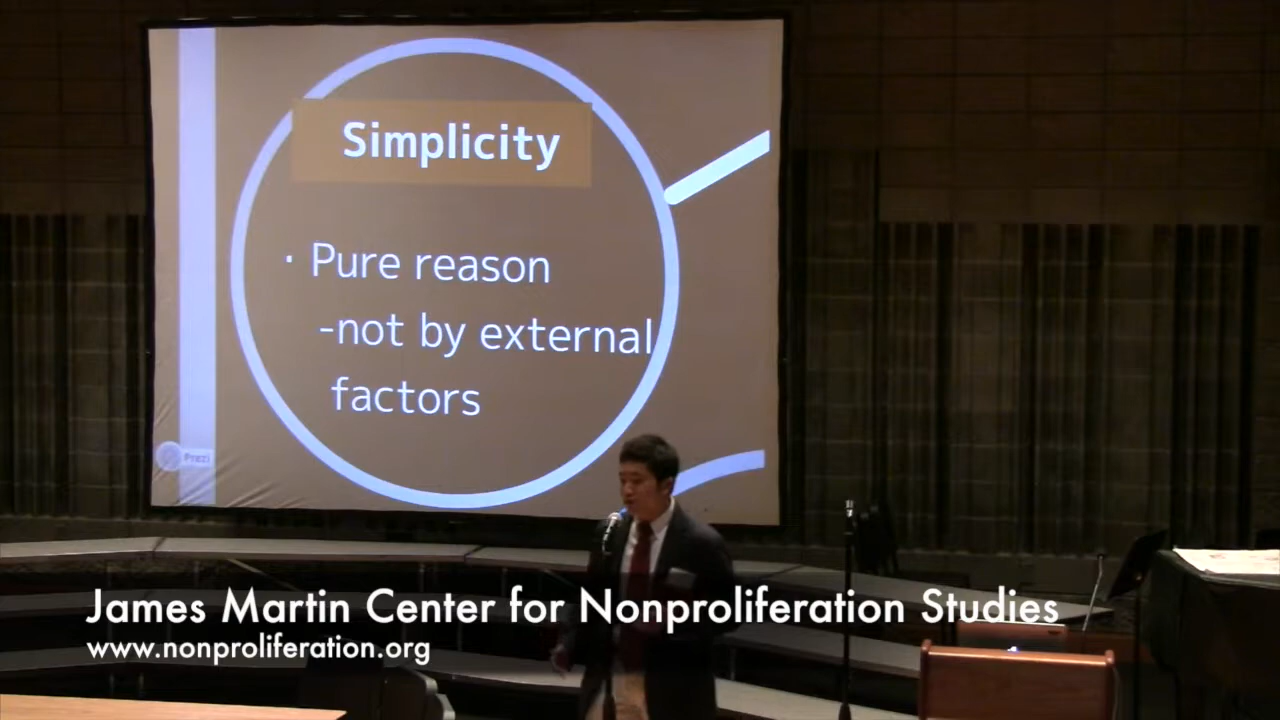 Simplicity
· Pure reason
-not by external
factors
Prezi
James Martin Center for Nonproliferation Studies
www.nonproliferation.org